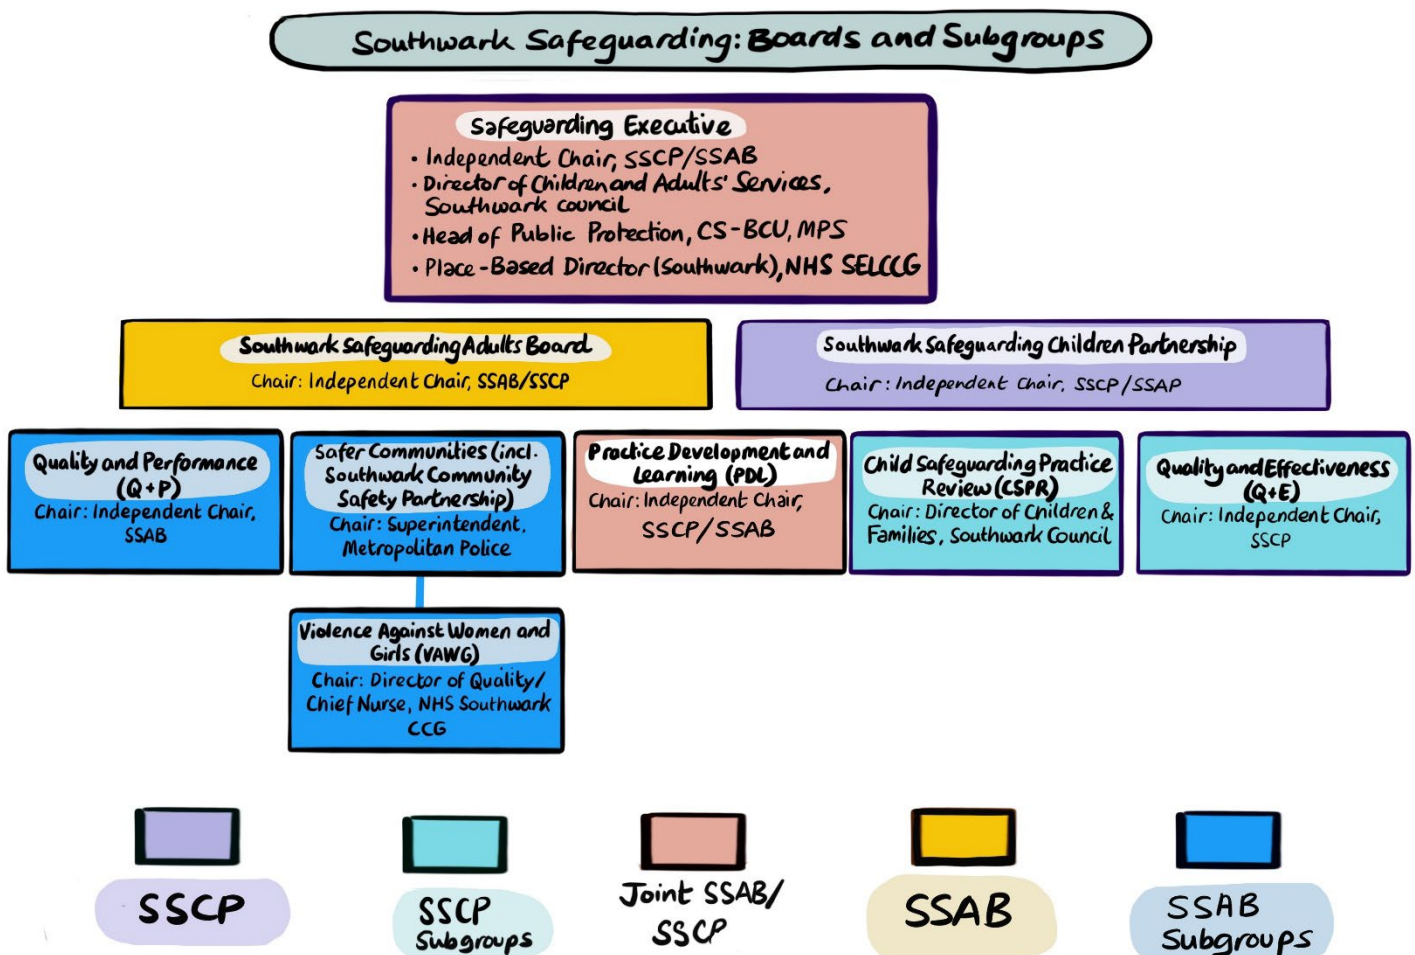 Southwark Safeguarding: Boards and Subgroups
Safeguarding Executive
• Independent Chair, SSCP/SSAB
• Director of Children and Adults' Services,
Southwark council
• Head of Public Protection, CS-BCU, MPS
• Place-Based Director (Southwark), NHS SELCCG
Southwark Safeguarding Adults Board
Chair: Independent Chair, SSAB/SSCP
Southwark Safeguarding Children Partnership
Chair: Independent Chair, SSCP/SSAP
Quality and Performance
(Q+P)
Chair: Independent Chair,
SSAB
Safer Communities (incl.
Southwark Community
Safety Partnership)
Chair: Superintendent,
Metropolitan Police
Practice Development and
Learning (PDL)
Chair: Independent Chair,
SSCP/SSAB
Child Safeguarding Practice
Review (CSPR)
Chair: Director of Children &
Families, Southwark Council
Quality and Effectiveness
(Q+E)
Chair: Independent Chair,
SSCP
Violence Against Women and
Girls (VAWG)
Chair: Director of Quality/
Chief Nurse, NHS Southwark
CCG
SSCP
SSCP
Subgroups
Joint SSAB/
SSCP
SSAB
SSAB
Subgroups